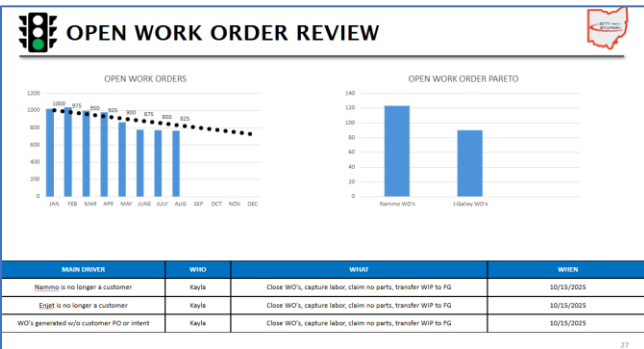 OPEN WORK ORDER REVIEW
OPEN WORK ORDERS
1200
1000
800
600
400
200
0
1000 975 950 925 900 875 850 825
JAN FEB MAR APR MAY JUNE JULY AUG SEP OCT NOV DEC
OPEN WORK ORDER PARETO
140
120
100
80
60
40
20
0
Nammo WO's J-Galley WO's
MAIN DRIVER WHO WHAT WHEN
Nammo is no longer a customer Kayla Close WO's, capture labor, claim no parts, transfer WIP to FG 10/15/2025
Enjet is no longer a customer Kayla Close WO's, capture labor, claim no parts, transfer WIP to FG 10/15/2025
WO's generated w/o customer PO or intent Kayla Close WO's, capture labor, claim no parts, transfer WIP to FG 10/15/2025
27